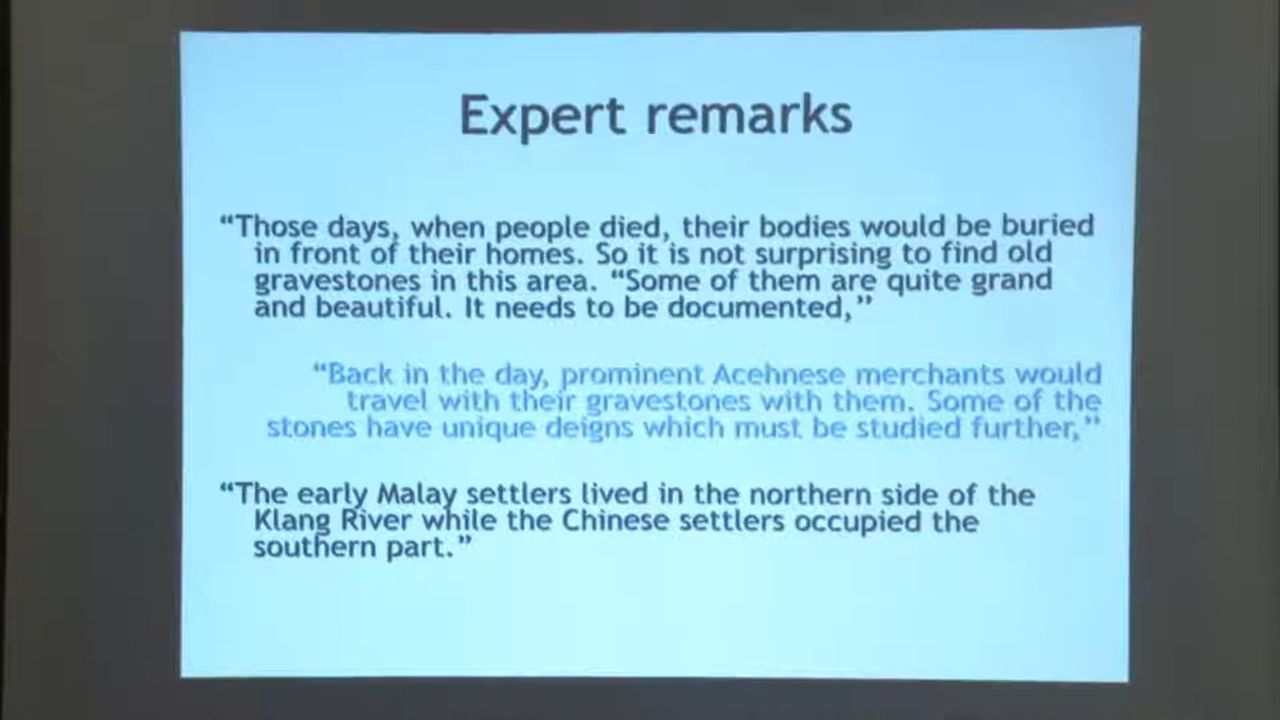 Expert remarks
“Those days, when people died, their bodies would be buried
in front of their homes. So it is not surprising to find old
gravestones in this area. “Some of them are quite grand
and beautiful. It needs to be documented,”
“Back in the day, prominent Acehnese merchants would
travel with their gravestones with them. Some of the
stones have unique deigns which must be studied further,”
“The early Malay settlers lived in the northern side of the
Klang River while the Chinese settlers occupied the
southern part.”